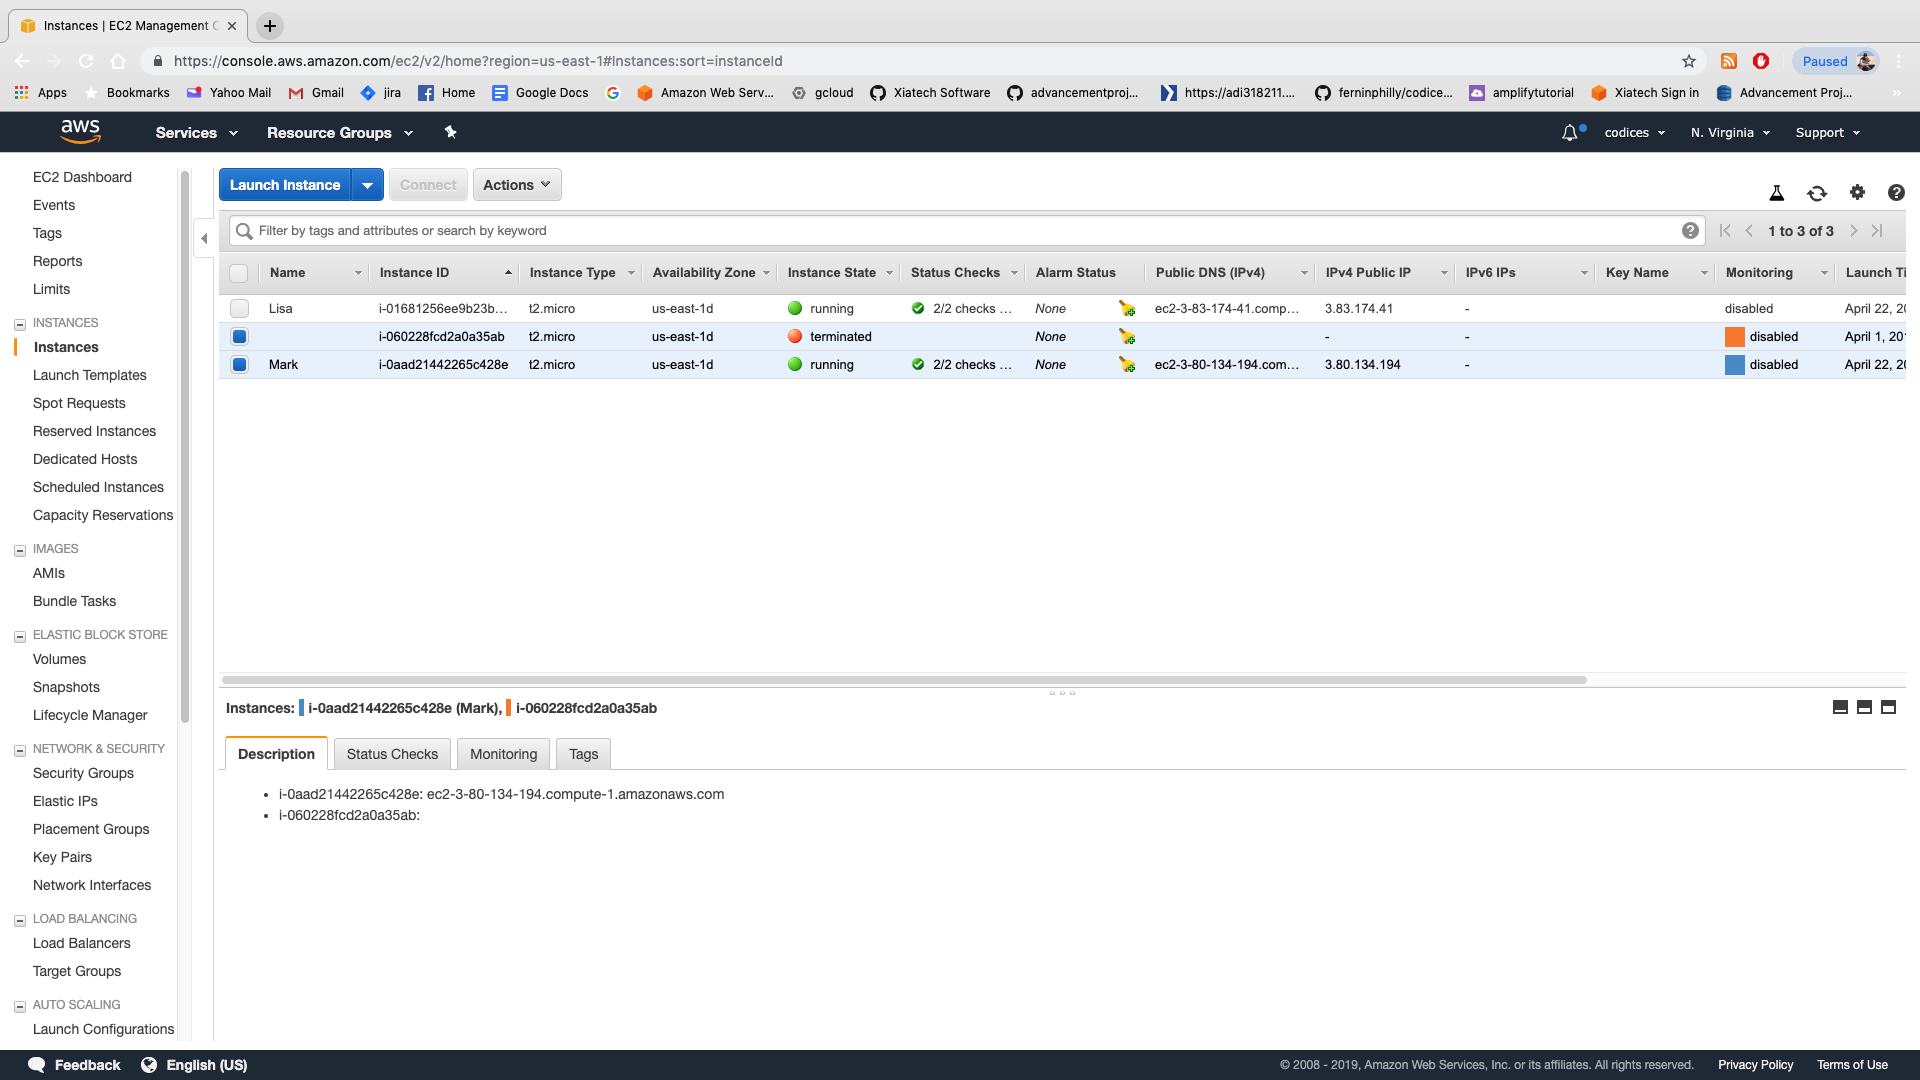 Instances | EC2 Management C
https://console.aws.amazon.com/ec2/v2/home?region=us-east-1#Instances:sort=instanceId
Paused
Apps Bookmarks Yahoo Mail Gmail jira Home Google Docs Amazon Web Serv... gcloud Xiatech Software advancementproj... https://adi318211.... ferninphilly/codice... amplifytutorial Xiatech Sign in Advancement Proj... »
aws Services Resource Groups codices N. Virginia Support
EC2 Dashboard
Events
Tags
Reports
Limits
INSTANCES
Instances
Launch Templates
Spot Requests
Reserved Instances
Dedicated Hosts
Scheduled Instances
Capacity Reservations
IMAGES
AMIs
Bundle Tasks
ELASTIC BLOCK STORE
Volumes
Snapshots
Lifecycle Manager
NETWORK & SECURITY
Security Groups
Elastic IPs
Placement Groups
Key Pairs
Network Interfaces
LOAD BALANCING
Load Balancers
Target Groups
AUTO SCALING
Launch Configurations
Launch Instance Connect Actions
Filter by tags and attributes or search by keyword
1 to 3 of 3
Name Instance ID Instance Type Availability Zone Instance State Status Checks Alarm Status Public DNS (IPv4) IPv4 Public IP IPv6 IPs Key Name Monitoring Launch Ti
Lisa i-01681256ee9b23b... t2.micro us-east-1d running 2/2 checks ... None ec2-3-83-174-41.comp... 3.83.174.41 - disabled April 22, 20
i-060228fcd2a0a35ab t2.micro us-east-1d terminated None - - disabled April 1, 201
Mark i-0aad21442265c428e t2.micro us-east-1d running 2/2 checks ... None ec2-3-80-134-194.com... 3.80.134.194 - disabled April 22, 20
Instances: i-0aad21442265c428e (Mark), i-060228fcd2a0a35ab
Description Status Checks Monitoring Tags
• i-0aad21442265c428e: ec2-3-80-134-194.compute-1.amazonaws.com
• i-060228fcd2a0a35ab:
Feedback English (US) © 2008 - 2019, Amazon Web Services, Inc. or its affiliates. All rights reserved. Privacy Policy Terms of Use